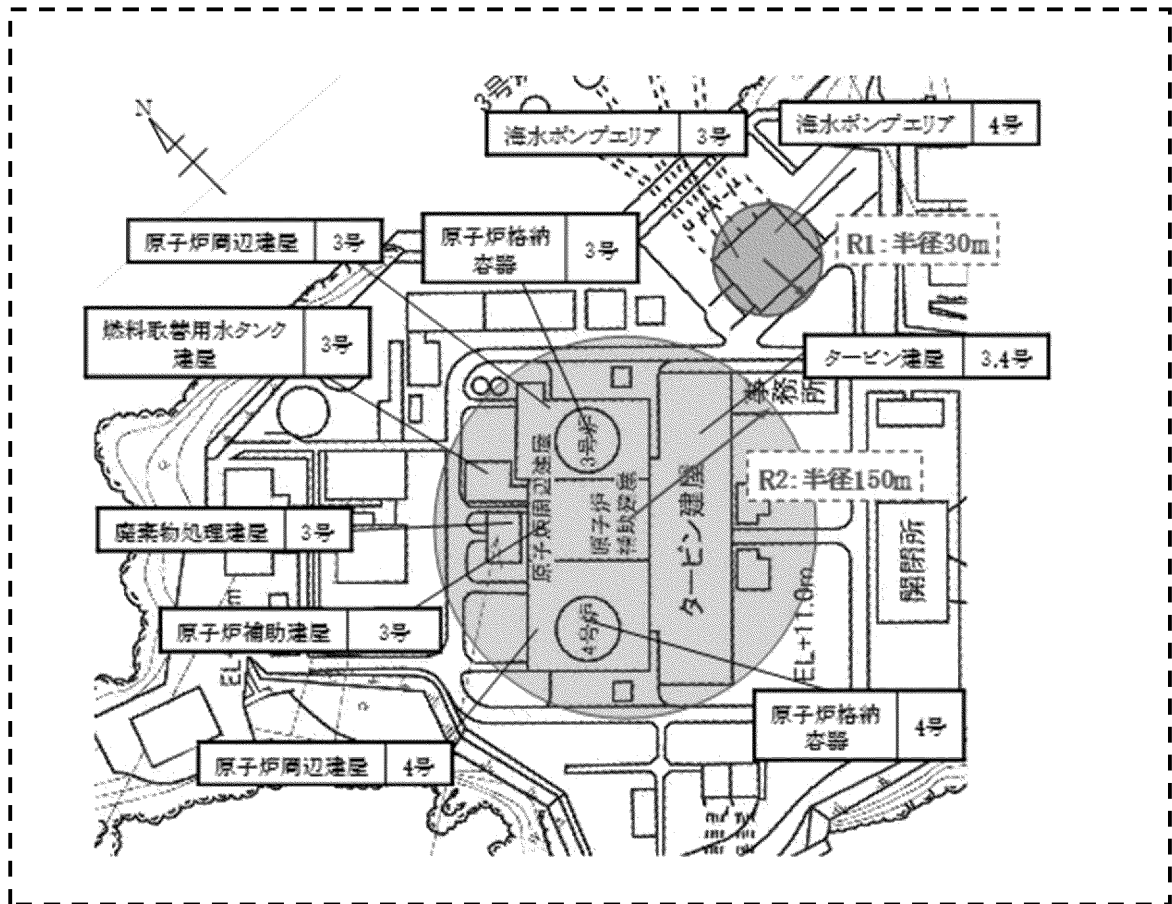 N
3号
海水ポンプエリア 3号
海水ポンプエリア 4号
原子炉周辺建屋 3号
原子炉格納
容器 3号
R1:半径30m
燃料取替用水タンク
建屋 3号
タービン建屋 3,4号
事務
所
3号炉
R2:半径150m
原子炉周辺建屋
原子炉
補助建屋
タービン建屋
廃棄物処理建屋 3号
開閉所
原子炉補助建屋 3号
4号炉
EL+11.0m
EL+
m
原子炉格納
容器 4号
原子炉周辺建屋 4号